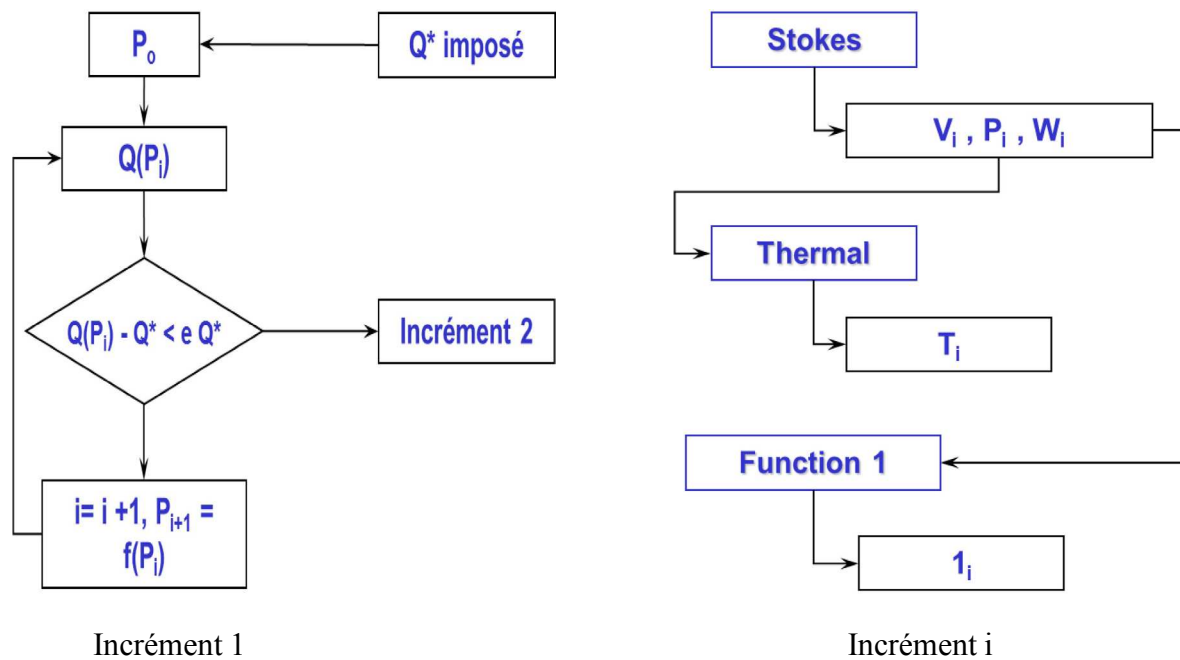 P₀
Q* imposé
Q(Pᵢ)
Q(Pᵢ) - Q* < e Q*
Incrément 2
i= i +1, Pᵢ₊₁ =
f(Pᵢ)
Incrément 1
Stokes
Vᵢ , Pᵢ , Wᵢ
Thermal
Tᵢ
Function 1
1ᵢ
Incrément i